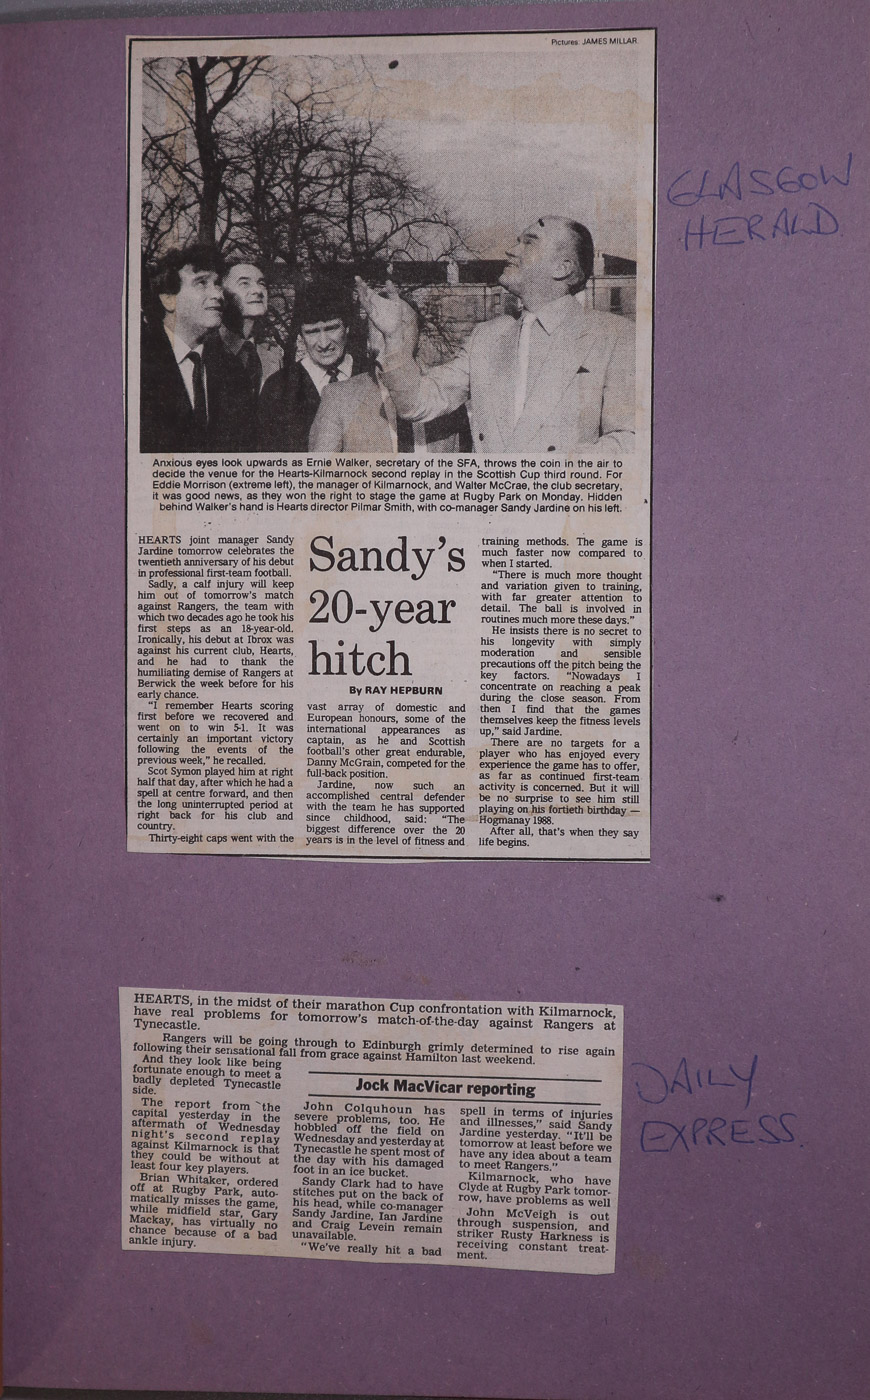 Pictures: JAMES MILLAR.
GLASGOW
HERALD.
Anxious eyes look upwards as Ernie Walker, secretary of the SFA, throws the coin in the air to
decide the venue for the Hearts-Kilmarnock second replay in the Scottish Cup third round. For
Eddie Morrison (extreme left), the manager of Kilmarnock, and Walter McCrae, the club secretary,
it was good news, as they won the right to stage the game at Rugby Park on Monday. Hidden
behind Walker's hand is Hearts director Pilmar Smith, with co-manager Sandy Jardine on his left.
Sandy's
20-year
hitch
By RAY HEPBURN
HEARTS joint manager Sandy
Jardine tomorrow celebrates the
twentieth anniversary of his debut
in professional first-team football.
Sadly, a calf injury will keep
him out of tomorrow's match
against Rangers, the team with
which two decades ago he took his
first steps as an 18-year-old.
Ironically, his debut at Ibrox was
against his current club, Hearts,
and he had to thank the
humiliating demise of Rangers at
Berwick the week before for his
early chance.
"I remember Hearts scoring
first before we recovered and
went on to win 5-1. It was
certainly an important victory
following the events of the
previous week," he recalled.
Scot Symon played him at right
half that day, after which he had a
spell at centre forward, and then
the long uninterrupted period at
right back for his club and
country.
Thirty-eight caps went with the
vast array of domestic and
European honours, some of the
international appearances as
captain, as he and Scottish
football's other great endurable,
Danny McGrain, competed for the
full-back position.
Jardine, now such an
accomplished central defender
with the team he has supported
since childhood, said: "The
biggest difference over the 20
years is in the level of fitness and
training methods. The game is
much faster now compared to
when I started.
"There is much more thought
and variation given to training,
with far greater attention to
detail. The ball is involved in
routines much more these days."
He insists there is no secret to
his longevity with simply
moderation and sensible
precautions off the pitch being the
key factors. "Nowadays I
concentrate on reaching a peak
during the close season. From
then I find that the games
themselves keep the fitness levels
up," said Jardine.
There are no targets for a
player who has enjoyed every
experience the game has to offer,
as far as continued first-team
activity is concerned. But it will
be no surprise to see him still
playing on his fortieth birthday —
Hogmanay 1988.
After all, that's when they say
life begins.
HEARTS, in the midst of their marathon Cup confrontation with Kilmarnock,
have real problems for tomorrow's match-of-the-day against Rangers at
Tynecastle.
Rangers will be going through to Edinburgh grimly determined to rise again
following their sensational fall from grace against Hamilton last weekend.
And they look like being
fortunate enough to meet a
badly depleted Tynecastle
side.
The report from the
capital yesterday in the
aftermath of Wednesday
night's second replay
against Kilmarnock is that
they could be without at
least four key players.
Brian Whitaker, ordered
off at Rugby Park, auto-
matically misses the game,
while midfield star, Gary
Mackay, has virtually no
chance because of a bad
ankle injury.
Jock MacVicar reporting
John Colquhoun has
severe problems, too. He
hobbled off the field on
Wednesday and yesterday at
Tynecastle he spent most of
the day with his damaged
foot in an ice bucket.
Sandy Clark had to have
stitches put on the back of
his head, while co-manager
Sandy Jardine, Ian Jardine
and Craig Levein remain
unavailable.
"We've really hit a bad
spell in terms of injuries
and illnesses," said Sandy
Jardine yesterday. "It'll be
tomorrow at least before we
have any idea about a team
to meet Rangers."
Kilmarnock, who have
Clyde at Rugby Park tomor-
row, have problems as well
John McVeigh is out
through suspension, and
striker Rusty Harkness is
receiving constant treat-
ment.
DAILY
EXPRESS.